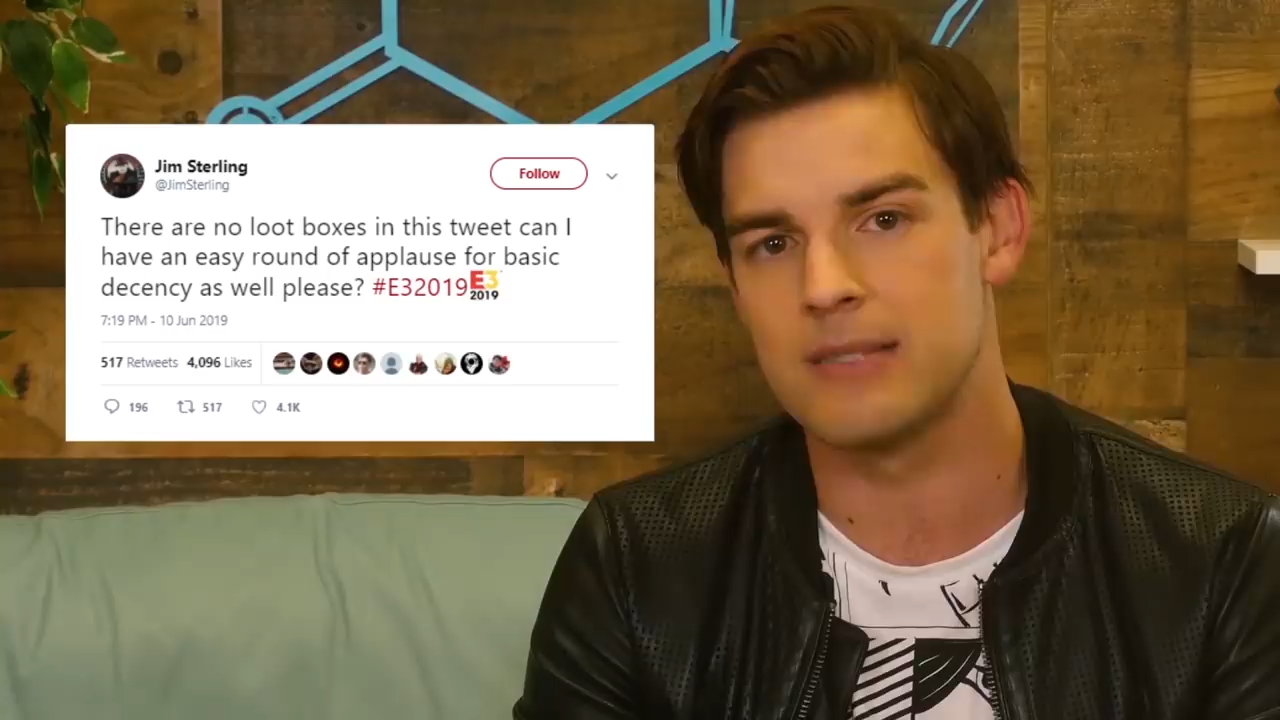 Jim Sterling
@JimSterling
Follow
There are no loot boxes in this tweet can I
have an easy round of applause for basic
decency as well please? #E32019 E3
2019
7:19 PM - 10 Jun 2019
517 Retweets 4,096 Likes
196 517 4.1K